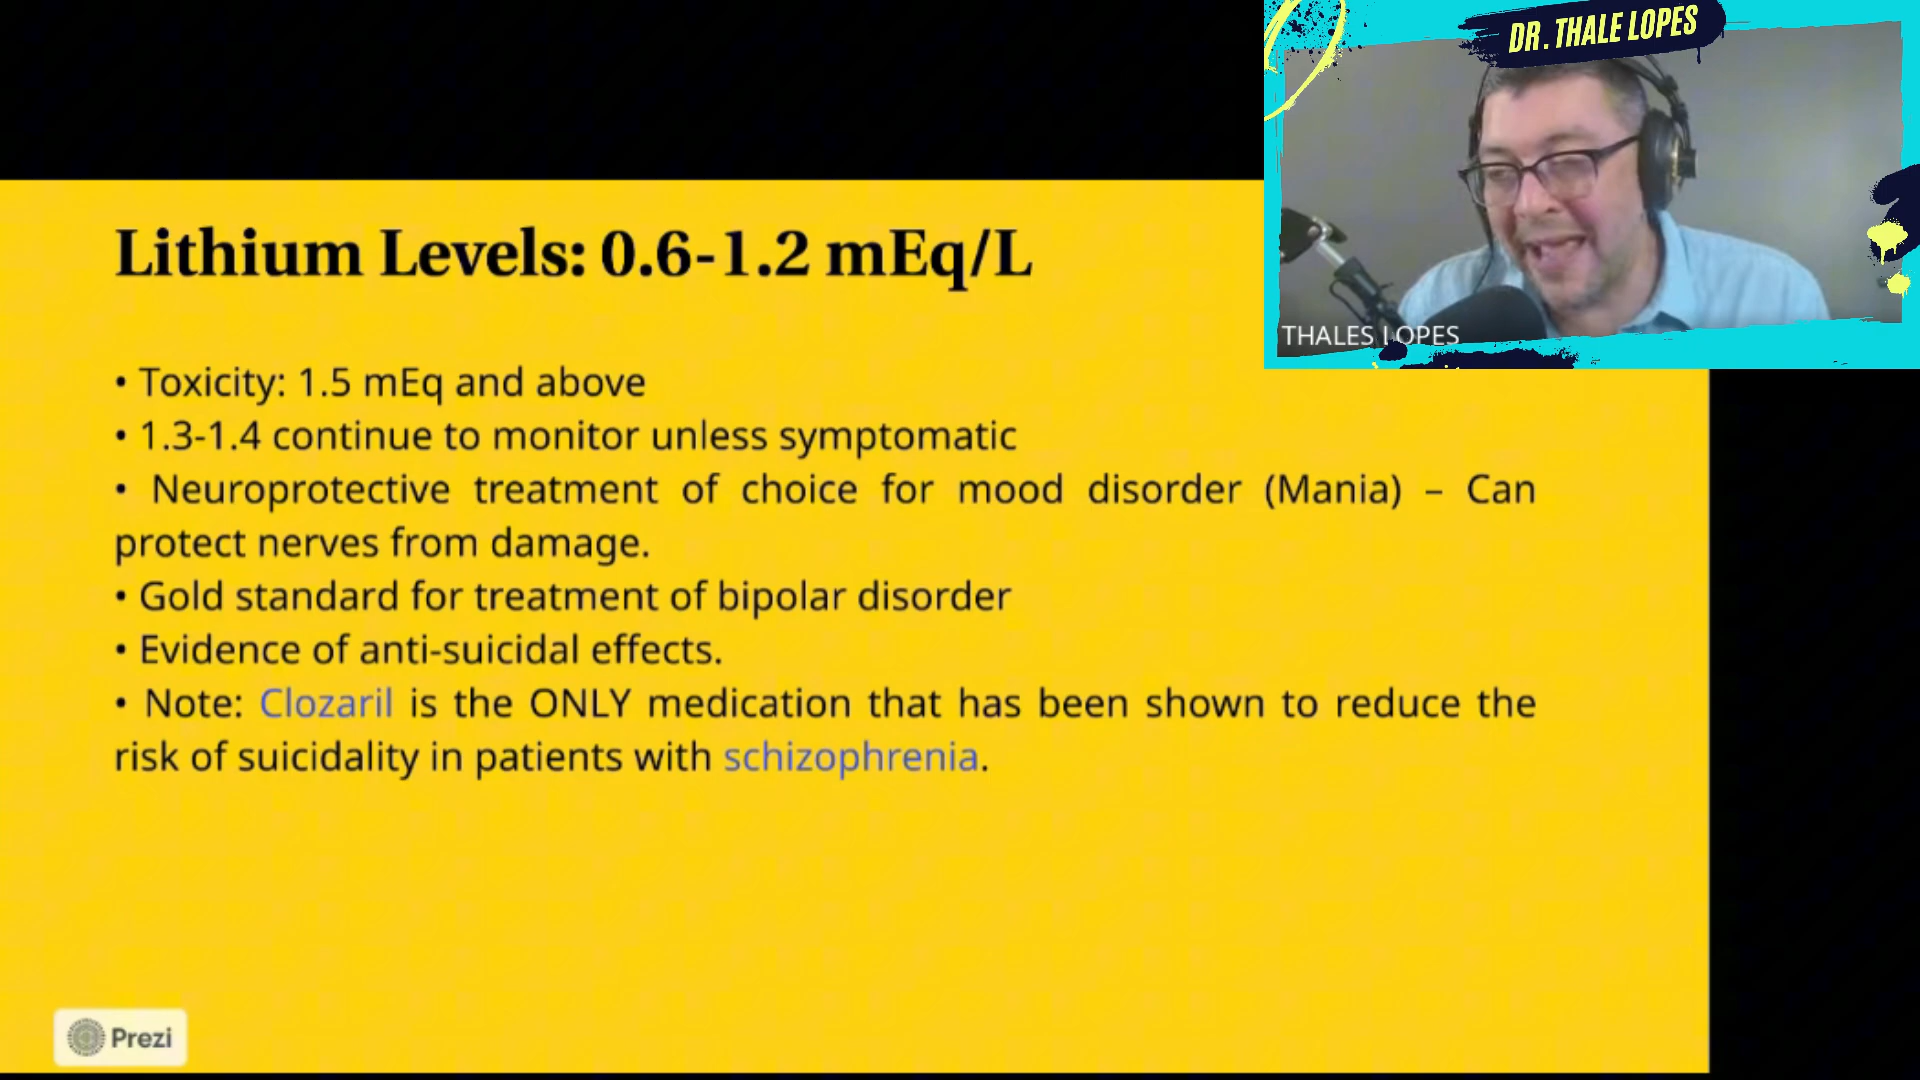 DR. THALE LOPES
THALES LOPES
Lithium Levels: 0.6-1.2 mEq/L
• Toxicity: 1.5 mEq and above
• 1.3-1.4 continue to monitor unless symptomatic
• Neuroprotective treatment of choice for mood disorder (Mania) – Can
protect nerves from damage.
• Gold standard for treatment of bipolar disorder
• Evidence of anti-suicidal effects.
• Note: Clozaril is the ONLY medication that has been shown to reduce the
risk of suicidality in patients with schizophrenia.
Prezi